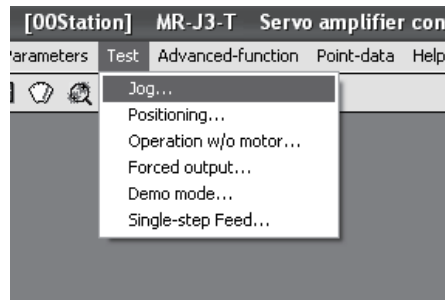 [00Station] MR-J3-T Servo amplifier con
Parameters Test Advanced-function Point-data Help
Jog...
Positioning...
Operation w/o motor...
Forced output...
Demo mode...
Single-step Feed...